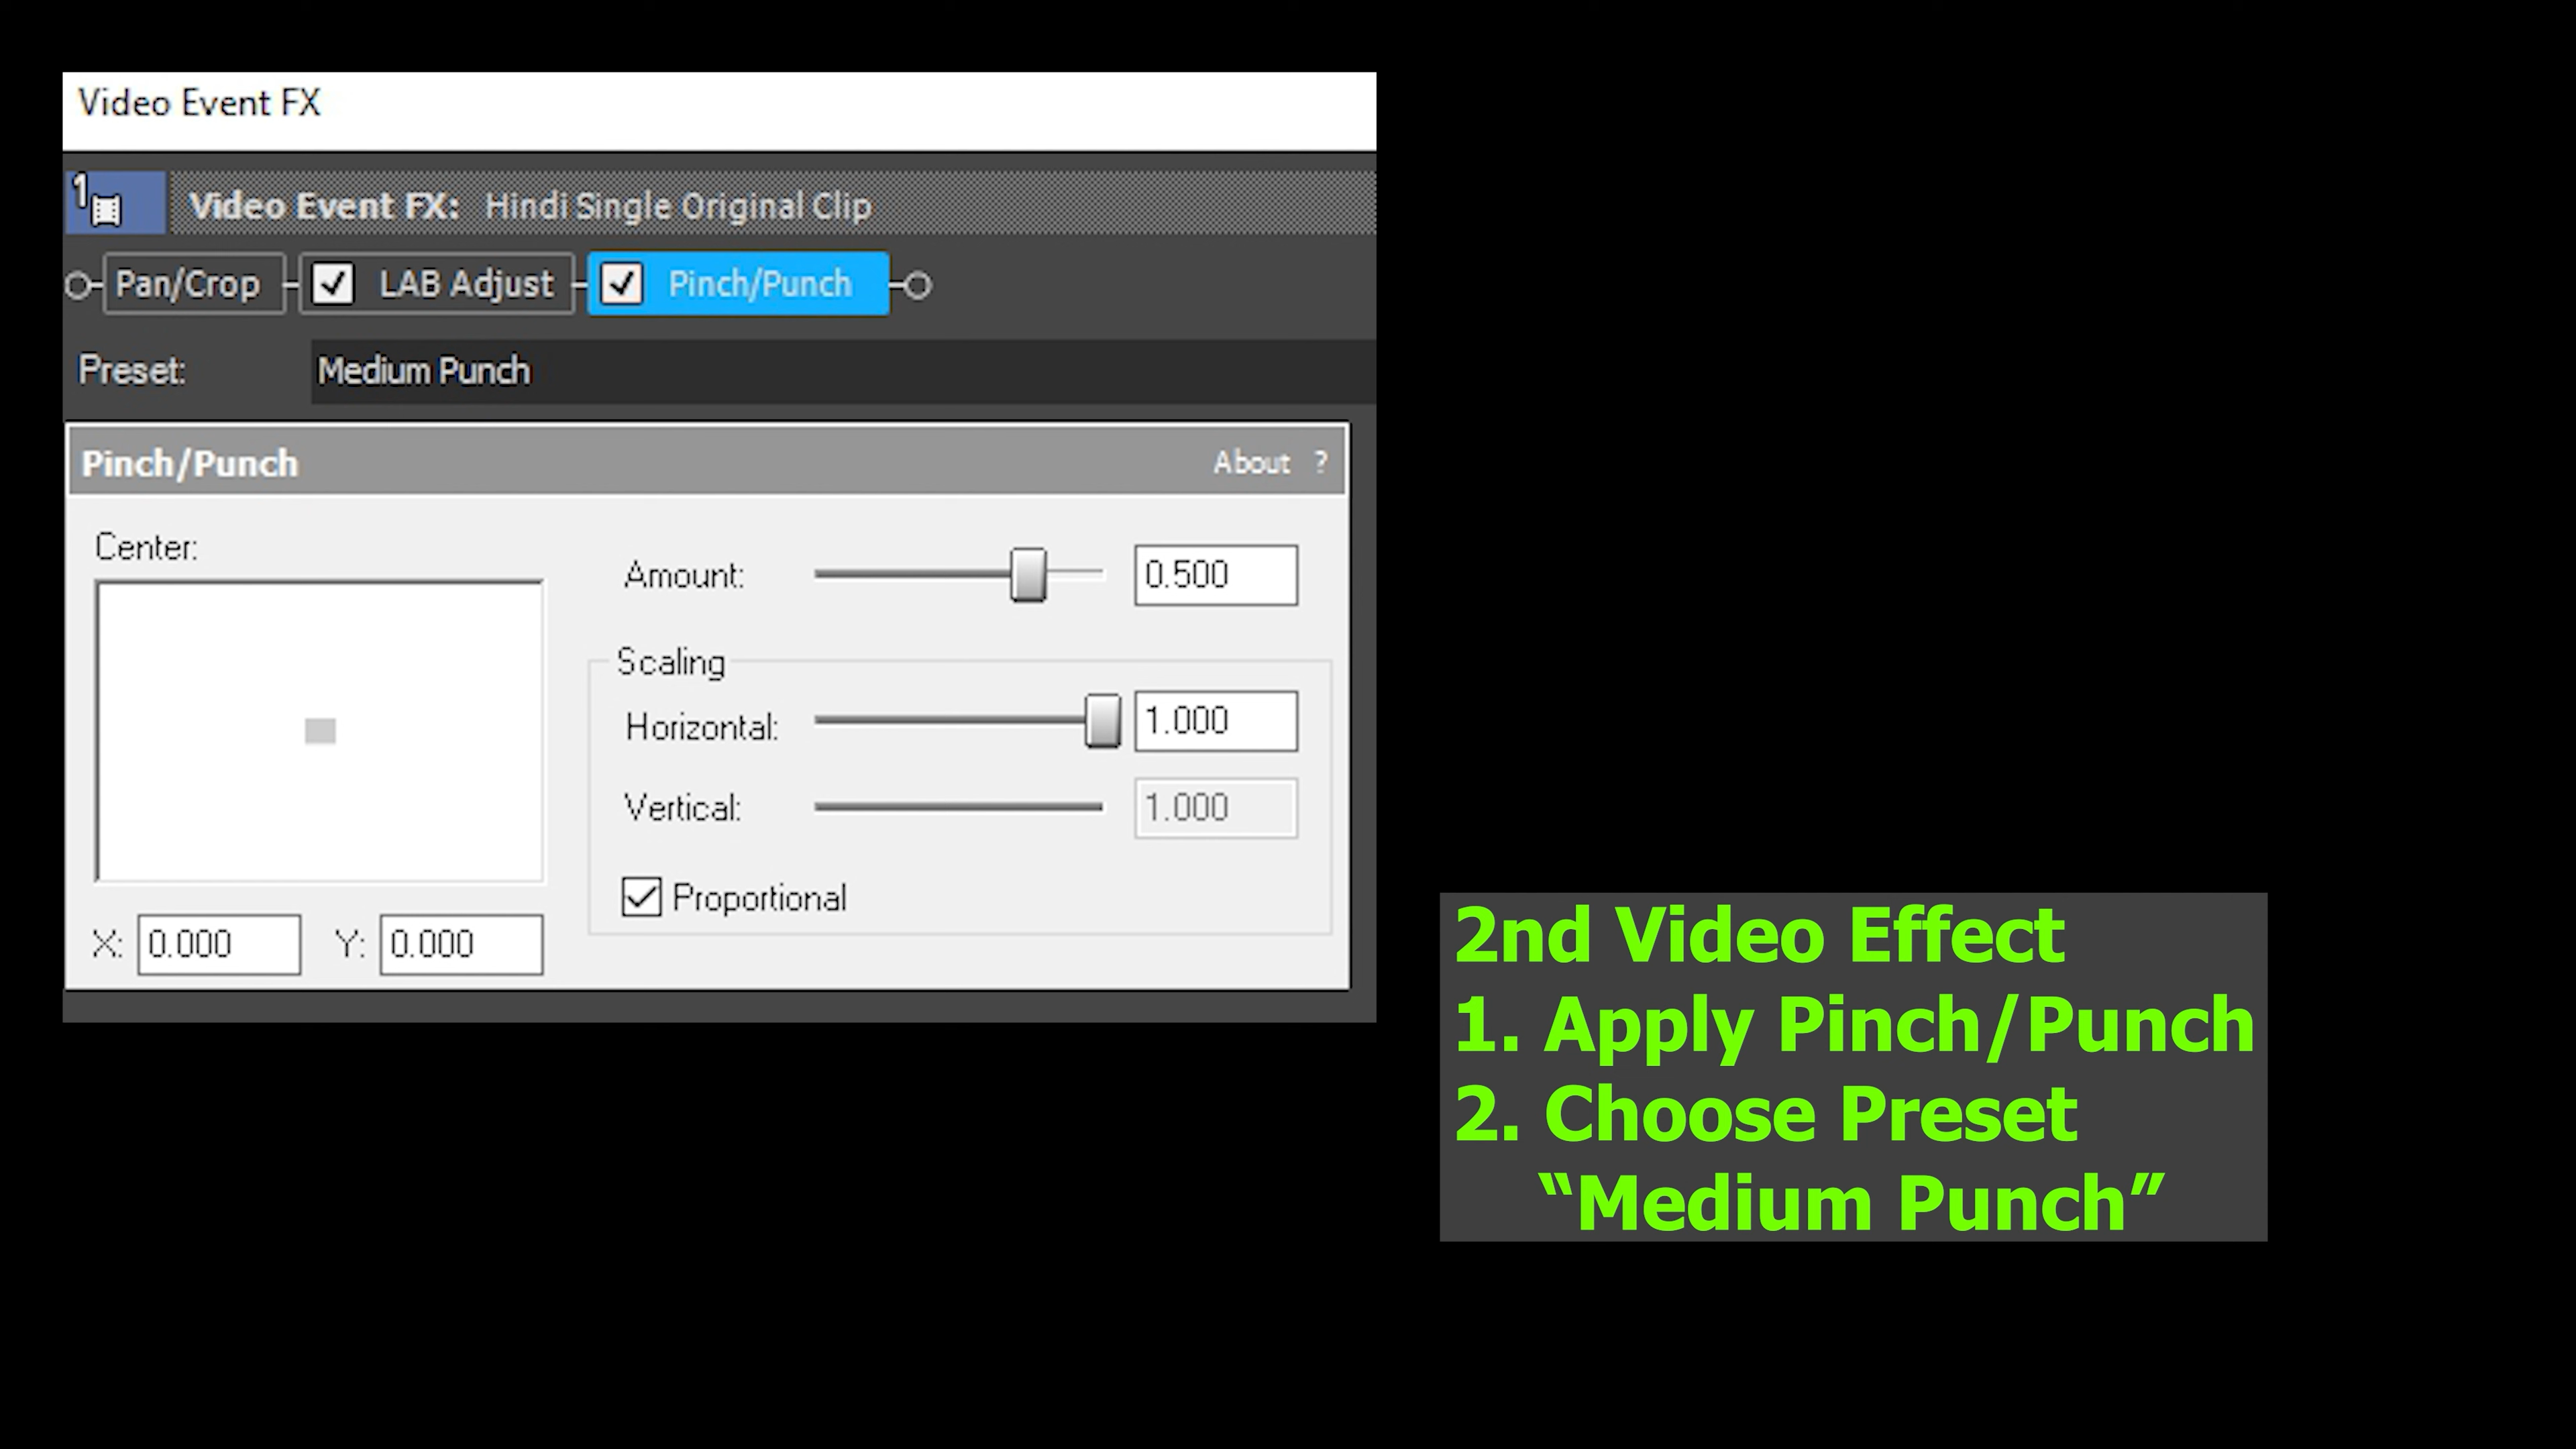 Video Event FX
1
Video Event FX: Hindi Single Original Clip
Pan/Crop LAB Adjust Pinch/Punch
Preset: Medium Punch
Pinch/Punch About ?
Center:
Amount: 0.500
Scaling
Horizontal: 1.000
Vertical: 1.000
Proportional
X: 0.000 Y: 0.000
2nd Video Effect
1. Apply Pinch/Punch
2. Choose Preset
“Medium Punch”